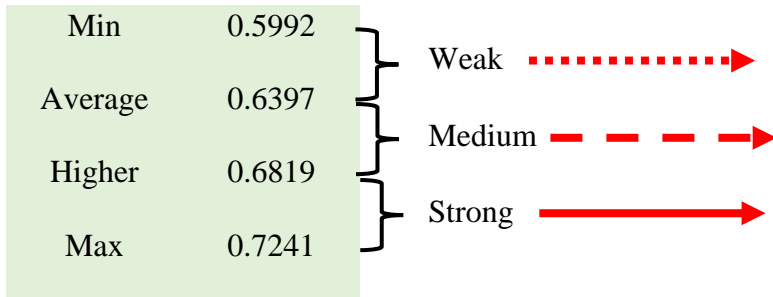 Min 0.5992
Weak
Average 0.6397
Medium
Higher 0.6819
Strong
Max 0.7241